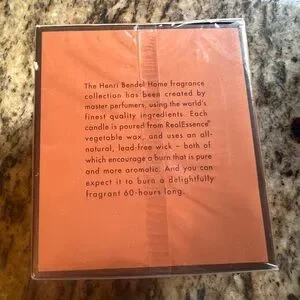 The Henri Bendel Home fragrance
collection has been created by
master perfumers, using the world's
finest quality ingredients. Each
candle is poured from RealEssence®
vegetable wax, and uses an all-
natural, lead-free wick – both of
which encourage a burn that is pure
and more aromatic. And you can
expect it to burn a delightfully
fragrant 60-hours long.